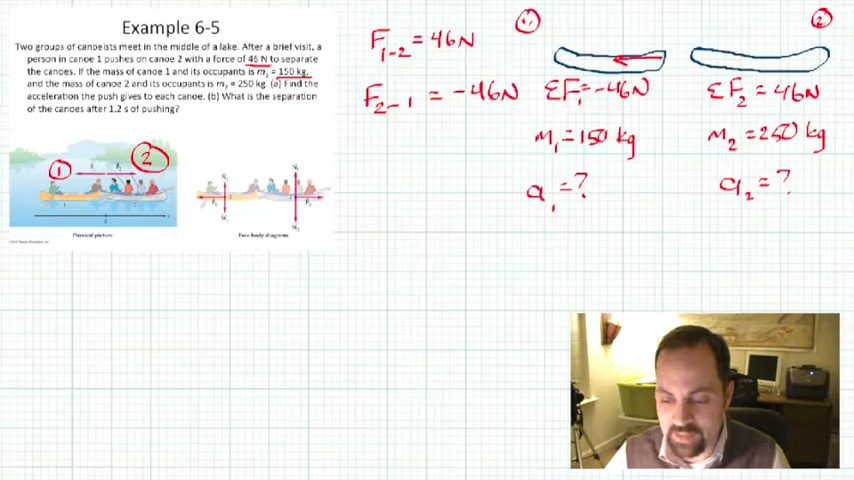 Example 6-5
Two groups of canoeists meet in the middle of a lake. After a brief visit, a
person in canoe 1 pushes on canoe 2 with a force of 46 N to separate
the canoes. If the mass of canoe 1 and its occupants is m₁ = 150 kg,
and the mass of canoe 2 and its occupants is m₂ = 250 kg. (a) Find the
acceleration the push gives to each canoe. (b) What is the separation
of the canoes after 1.2 s of pushing?
1
2
Physical picture
Free-body diagrams
F₁₋₂ = 46N
F₂₋₁ = -46N
1
ΣF₁ = -46N
m₁ = 150 kg
a₁ = ?
2
ΣF₂ = 46N
m₂ = 250 kg
a₂ = ?